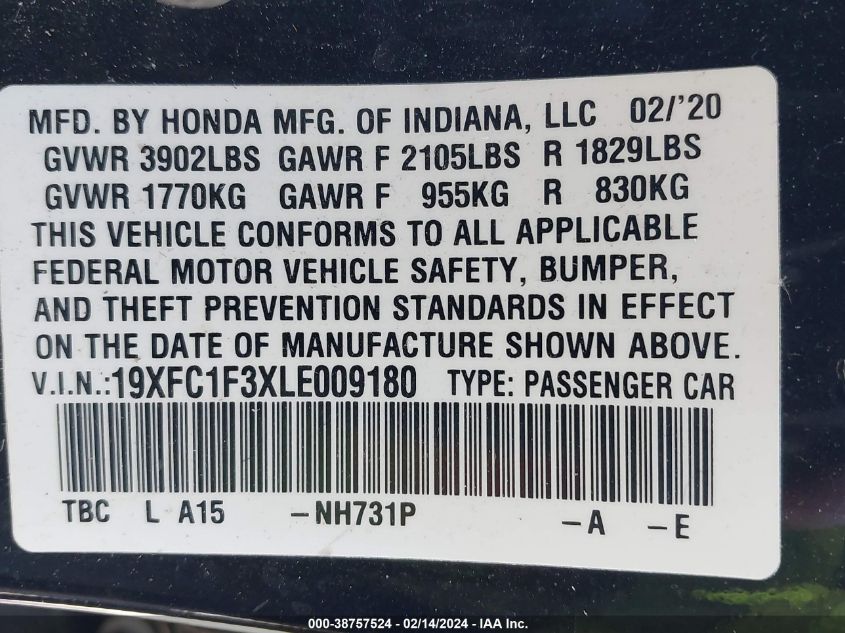 MFD. BY HONDA MFG. OF INDIANA, LLC 02/'20
GVWR 3902LBS GAWR F 2105LBS R 1829LBS
GVWR 1770KG GAWR F 955KG R 830KG
THIS VEHICLE CONFORMS TO ALL APPLICABLE
FEDERAL MOTOR VEHICLE SAFETY, BUMPER,
AND THEFT PREVENTION STANDARDS IN EFFECT
ON THE DATE OF MANUFACTURE SHOWN ABOVE.
V.I.N.:19XFC1F3XLE009180 TYPE: PASSENGER CAR
TBC L A15 -NH731P -A -E
000-38757524 - 02/14/2024 - IAA Inc.